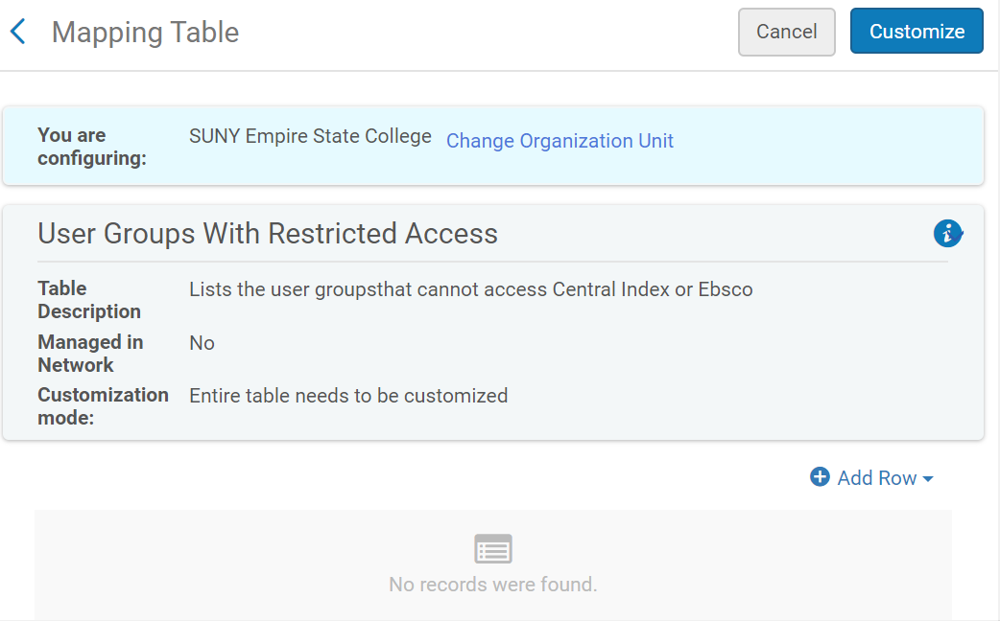 Mapping Table
Cancel
Customize
You are
configuring:
SUNY Empire State College
Change Organization Unit
User Groups With Restricted Access
Table
Description
Lists the user groupsthat cannot access Central Index or Ebsco
Managed in
Network
No
Customization
mode:
Entire table needs to be customized
Add Row
No records were found.